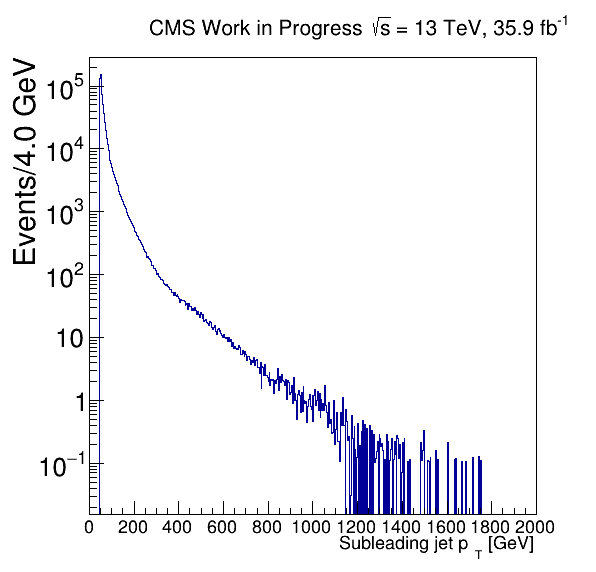 CMS Work in Progress √s = 13 TeV, 35.9 fb⁻¹
Events/4.0 GeV
10⁵
10⁴
10³
10²
10
1
10⁻¹
0 200 400 600 800 1000 1200 1400 1600 1800 2000
Subleading jet p_T [GeV]